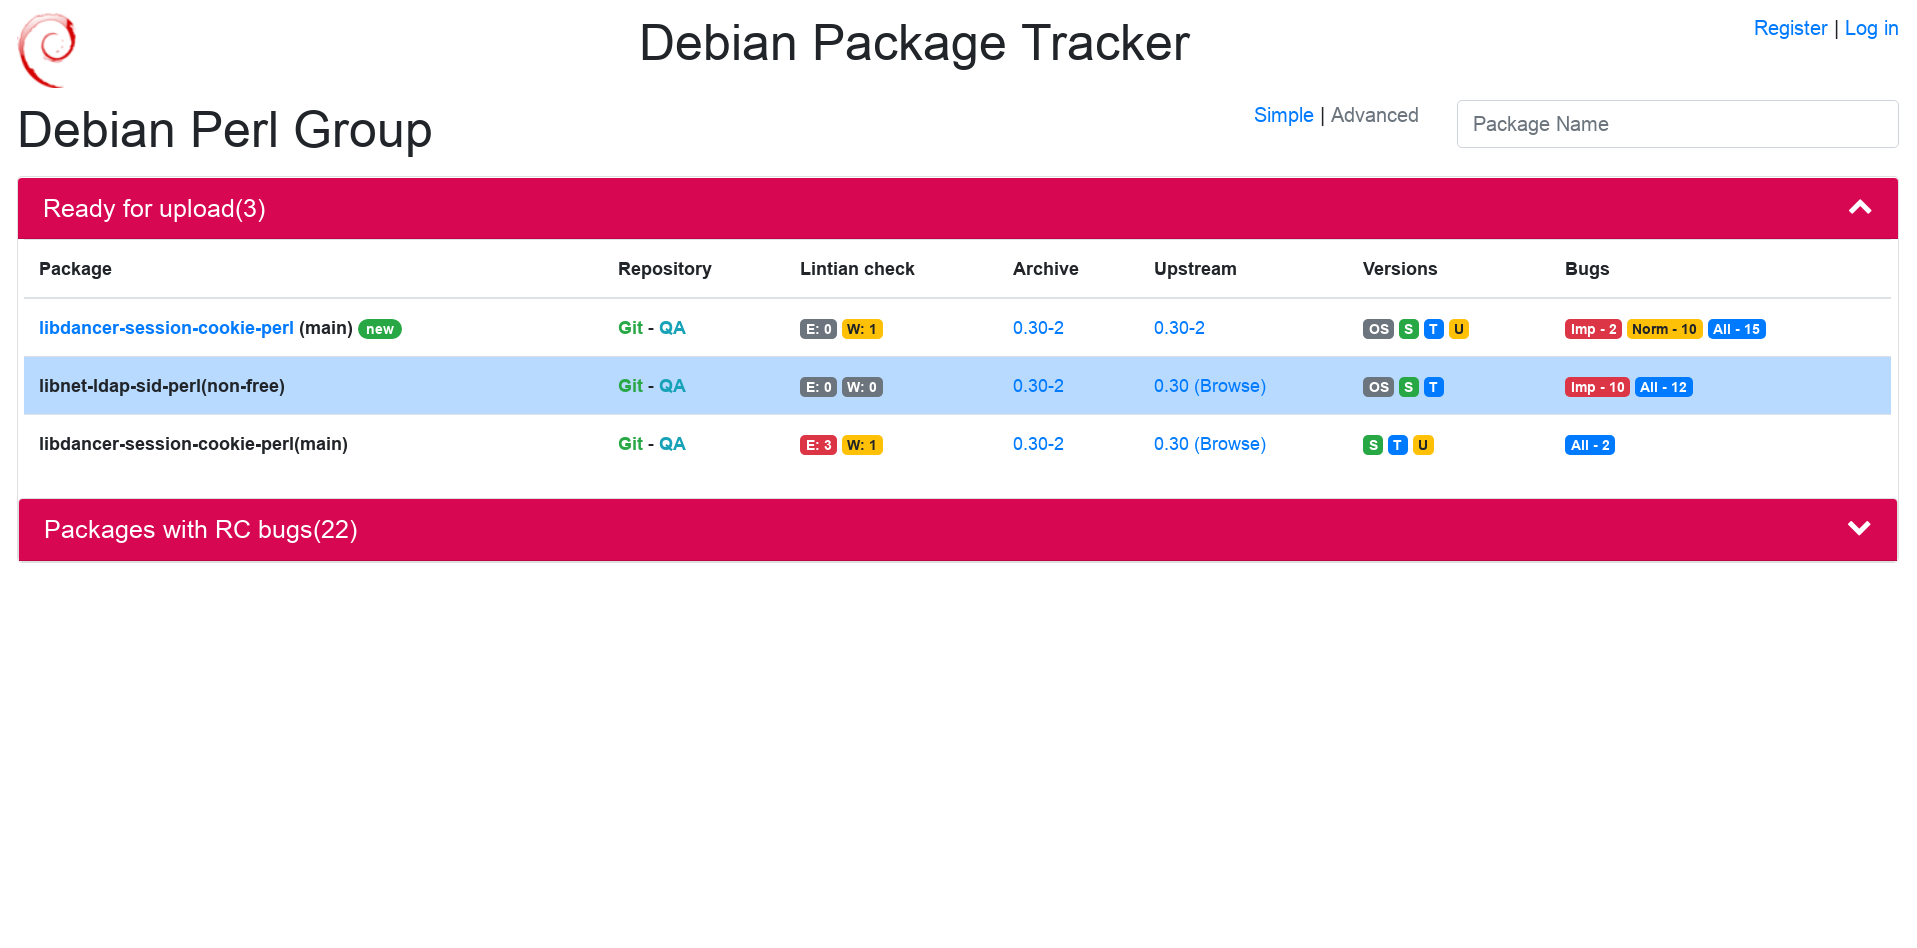 Debian Package Tracker
Register | Log in
Debian Perl Group
Simple | Advanced
Package Name
Ready for upload(3)
Package Repository Lintian check Archive Upstream Versions Bugs
libdancer-session-cookie-perl (main) new Git - QA E: 0 W: 1 0.30-2 0.30-2 OS S T U Imp - 2 Norm - 10 All - 15
libnet-ldap-sid-perl(non-free) Git - QA E: 0 W: 0 0.30-2 0.30 (Browse) OS S T Imp - 10 All - 12
libdancer-session-cookie-perl(main) Git - QA E: 3 W: 1 0.30-2 0.30 (Browse) S T U All - 2
Packages with RC bugs(22)